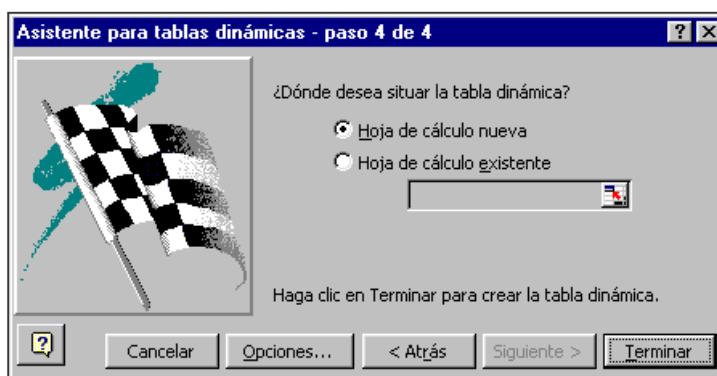 Asistente para tablas dinámicas - paso 4 de 4
¿Dónde desea situar la tabla dinámica?
Hoja de cálculo nueva
Hoja de cálculo existente
Haga clic en Terminar para crear la tabla dinámica.
Cancelar Opciones... < Atrás Siguiente > Terminar